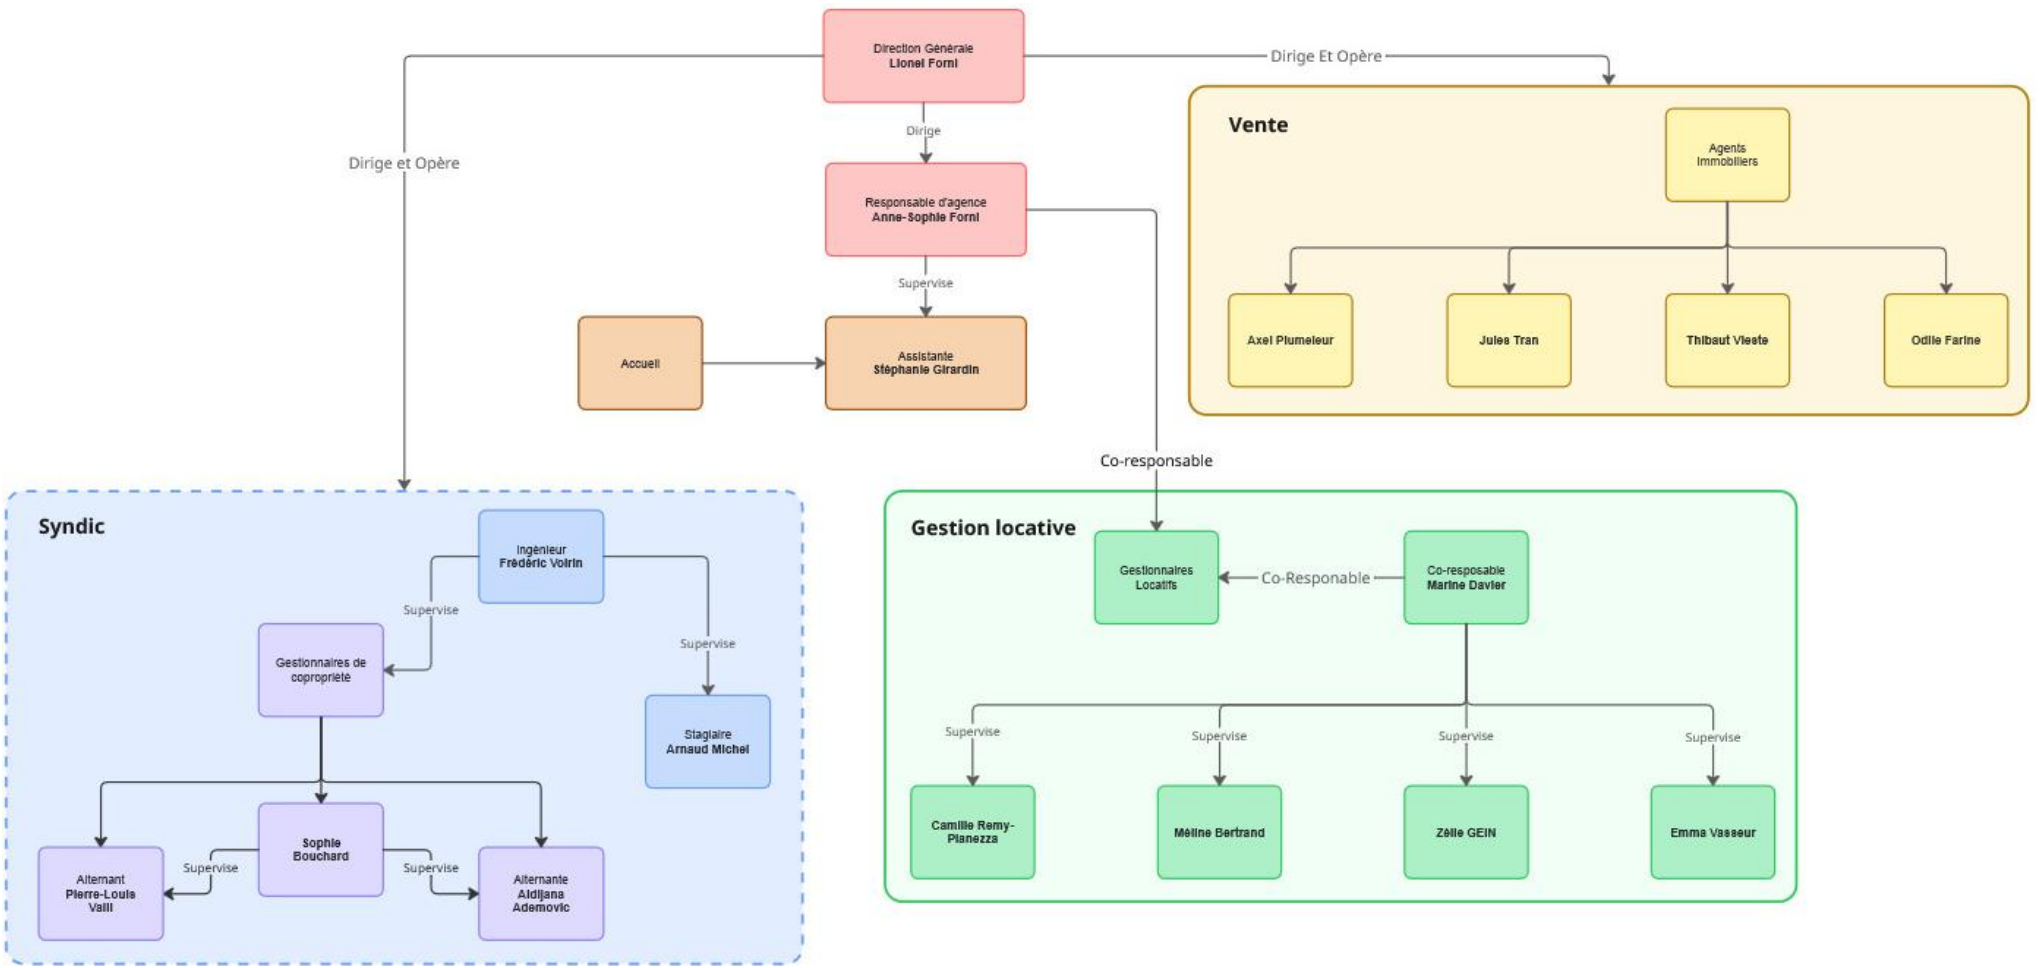 Direction Générale
Lionel Forni
Dirige Et Opère
Dirige
Dirige et Opère
Vente
Agents
Immobiliers
Responsable d'agence
Anne-Sophie Forni
Supervise
Axel Plumeleur
Jules Tran
Thibaut Vieste
Odile Farine
Accueil
Assistante
Stéphanie Girardin
Co-responsable
Syndic
Ingénieur
Frédéric Voirin
Supervise
Supervise
Gestionnaires de
copropriété
Stagiaire
Arnaud Michel
Sophie
Bouchard
Supervise
Supervise
Alternant
Pierre-Louis
Valli
Alternante
Aldijana
Ademovic
Gestion locative
Gestionnaires
Locatifs
Co-Responable
Co-resposable
Marine Davier
Supervise
Supervise
Supervise
Supervise
Camille Remy-
Planezza
Méline Bertrand
Zélie GEIN
Emma Vasseur